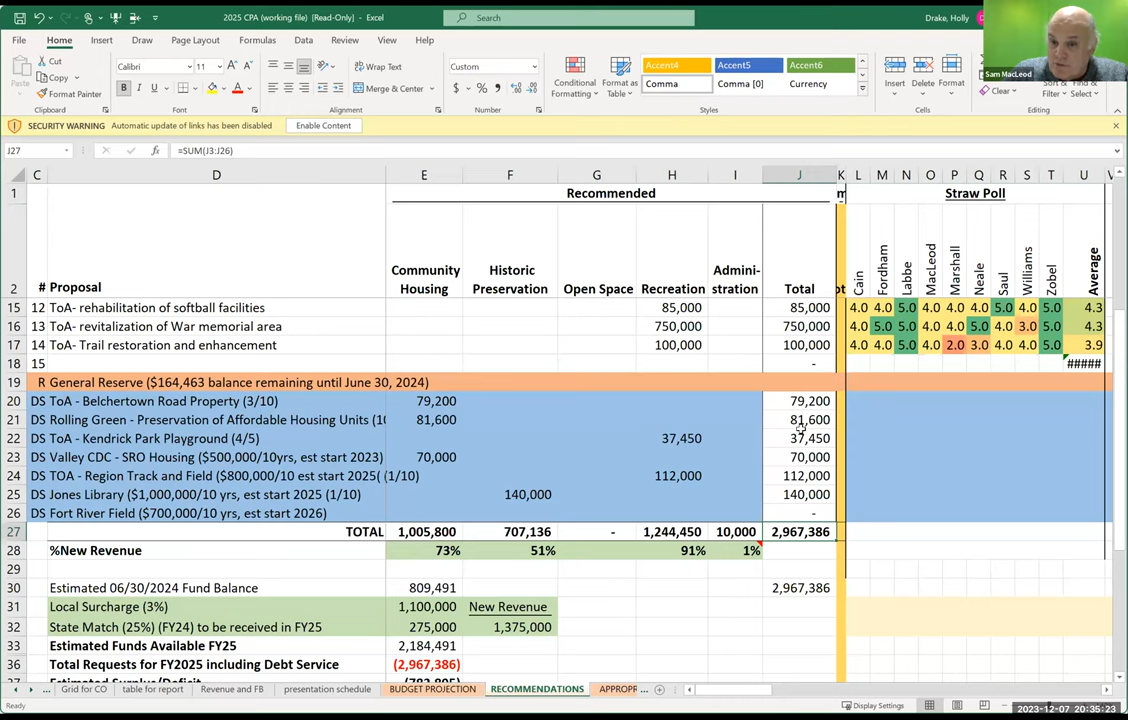 2025 CPA (working file) [Read-Only] - Excel Search Drake, Holly
File Home Insert Draw Page Layout Formulas Data Review View Help
Cut Copy Format Painter Paste
Calibri 11 Wrap Text Custom
B I U Merge & Center $ % ,
Conditional Formatting Format as Table Accent4 Accent5 Accent6
Comma Comma [0] Currency
Insert Delete Format Clear Sort & Filter Find & Select
Clipboard Font Alignment Number Styles Cells Editing
Sam MacLeod
SECURITY WARNING Automatic update of links has been disabled Enable Content
J27 fx =SUM(J3:J26)
C D E F G H I J K L M N O P Q R S T U V
1 Recommended Straw Poll
2 # Proposal Community Housing Historic Preservation Open Space Recreation Admini- stration Total Cain Fordham Labbe MacLeod Marshall Neale Saul Williams Zobel Average
15 12 ToA- rehabilitation of softball facilities 85,000 85,000 4.0 4.0 5.0 4.0 4.0 4.0 5.0 4.0 5.0 4.3
16 13 ToA- revitalization of War memorial area 750,000 750,000 4.0 5.0 5.0 4.0 4.0 5.0 4.0 3.0 5.0 4.3
17 14 ToA- Trail restoration and enhancement 100,000 100,000 4.0 4.0 5.0 4.0 2.0 3.0 4.0 4.0 5.0 3.9
18 15 - #####
19 R General Reserve ($164,463 balance remaining until June 30, 2024)
20 DS ToA - Belchertown Road Property (3/10) 79,200 79,200
21 DS Rolling Green - Preservation of Affordable Housing Units (10 81,600 81,600
22 DS ToA - Kendrick Park Playground (4/5) 37,450 37,450
23 DS Valley CDC - SRO Housing ($500,000/10yrs, est start 2023) 70,000 70,000
24 DS TOA - Region Track and Field ($800,000/10 est start 2025( (1/10) 112,000 112,000
25 DS Jones Library ($1,000,000/10 yrs, est start 2025 (1/10) 140,000 140,000
26 DS Fort River Field ($700,000/10 yrs, est start 2026) -
27 TOTAL 1,005,800 707,136 - 1,244,450 10,000 2,967,386
28 %New Revenue 73% 51% 91% 1%
29
30 Estimated 06/30/2024 Fund Balance 809,491 2,967,386
31 Local Surcharge (3%) 1,100,000 New Revenue
32 State Match (25%) (FY24) to be received in FY25 275,000 1,375,000
33 Estimated Funds Available FY25 2,184,491
36 Total Requests for FY2025 including Debt Service (2,967,386)
37 Estimated Surplus/Deficit (782,895)
... Grid for CO table for report Revenue and FB presentation schedule BUDGET PROJECTION RECOMMENDATIONS APPROPR ...
Ready Display Settings
2023-12-07 20:35:23